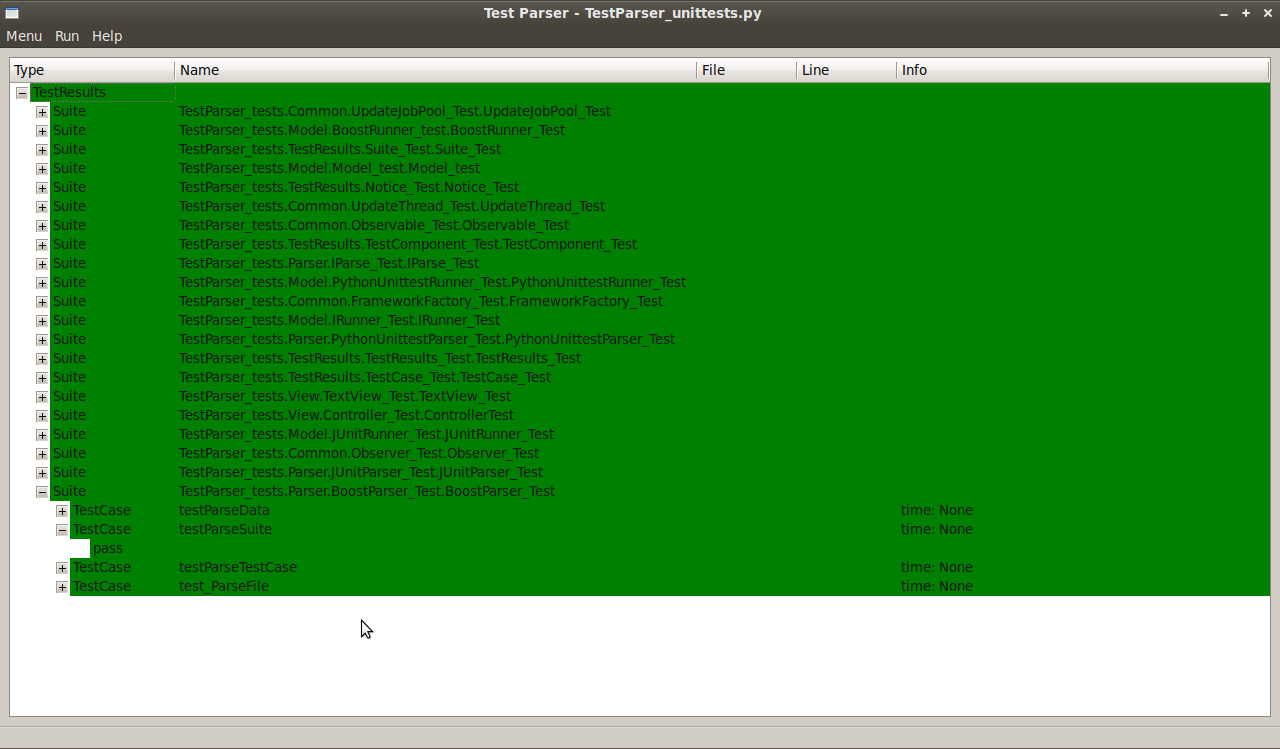 Test Parser - TestParser_unittests.py
Menu Run Help
Type Name File Line Info
TestResults
Suite TestParser_tests.Common.UpdateJobPool_Test.UpdateJobPool_Test
Suite TestParser_tests.Model.BoostRunner_test.BoostRunner_Test
Suite TestParser_tests.TestResults.Suite_Test.Suite_Test
Suite TestParser_tests.Model.Model_test.Model_test
Suite TestParser_tests.TestResults.Notice_Test.Notice_Test
Suite TestParser_tests.Common.UpdateThread_Test.UpdateThread_Test
Suite TestParser_tests.Common.Observable_Test.Observable_Test
Suite TestParser_tests.TestResults.TestComponent_Test.TestComponent_Test
Suite TestParser_tests.Parser.IParse_Test.IParse_Test
Suite TestParser_tests.Model.PythonUnittestRunner_Test.PythonUnittestRunner_Test
Suite TestParser_tests.Common.FrameworkFactory_Test.FrameworkFactory_Test
Suite TestParser_tests.Model.IRunner_Test.IRunner_Test
Suite TestParser_tests.Parser.PythonUnittestParser_Test.PythonUnittestParser_Test
Suite TestParser_tests.TestResults.TestResults_Test.TestResults_Test
Suite TestParser_tests.TestResults.TestCase_Test.TestCase_Test
Suite TestParser_tests.View.TextView_Test.TextView_Test
Suite TestParser_tests.View.Controller_Test.ControllerTest
Suite TestParser_tests.Model.JUnitRunner_Test.JUnitRunner_Test
Suite TestParser_tests.Common.Observer_Test.Observer_Test
Suite TestParser_tests.Parser.JUnitParser_Test.JUnitParser_Test
Suite TestParser_tests.Parser.BoostParser_Test.BoostParser_Test
TestCase testParseData time: None
TestCase testParseSuite time: None
pass
TestCase testParseTestCase time: None
TestCase test_ParseFile time: None